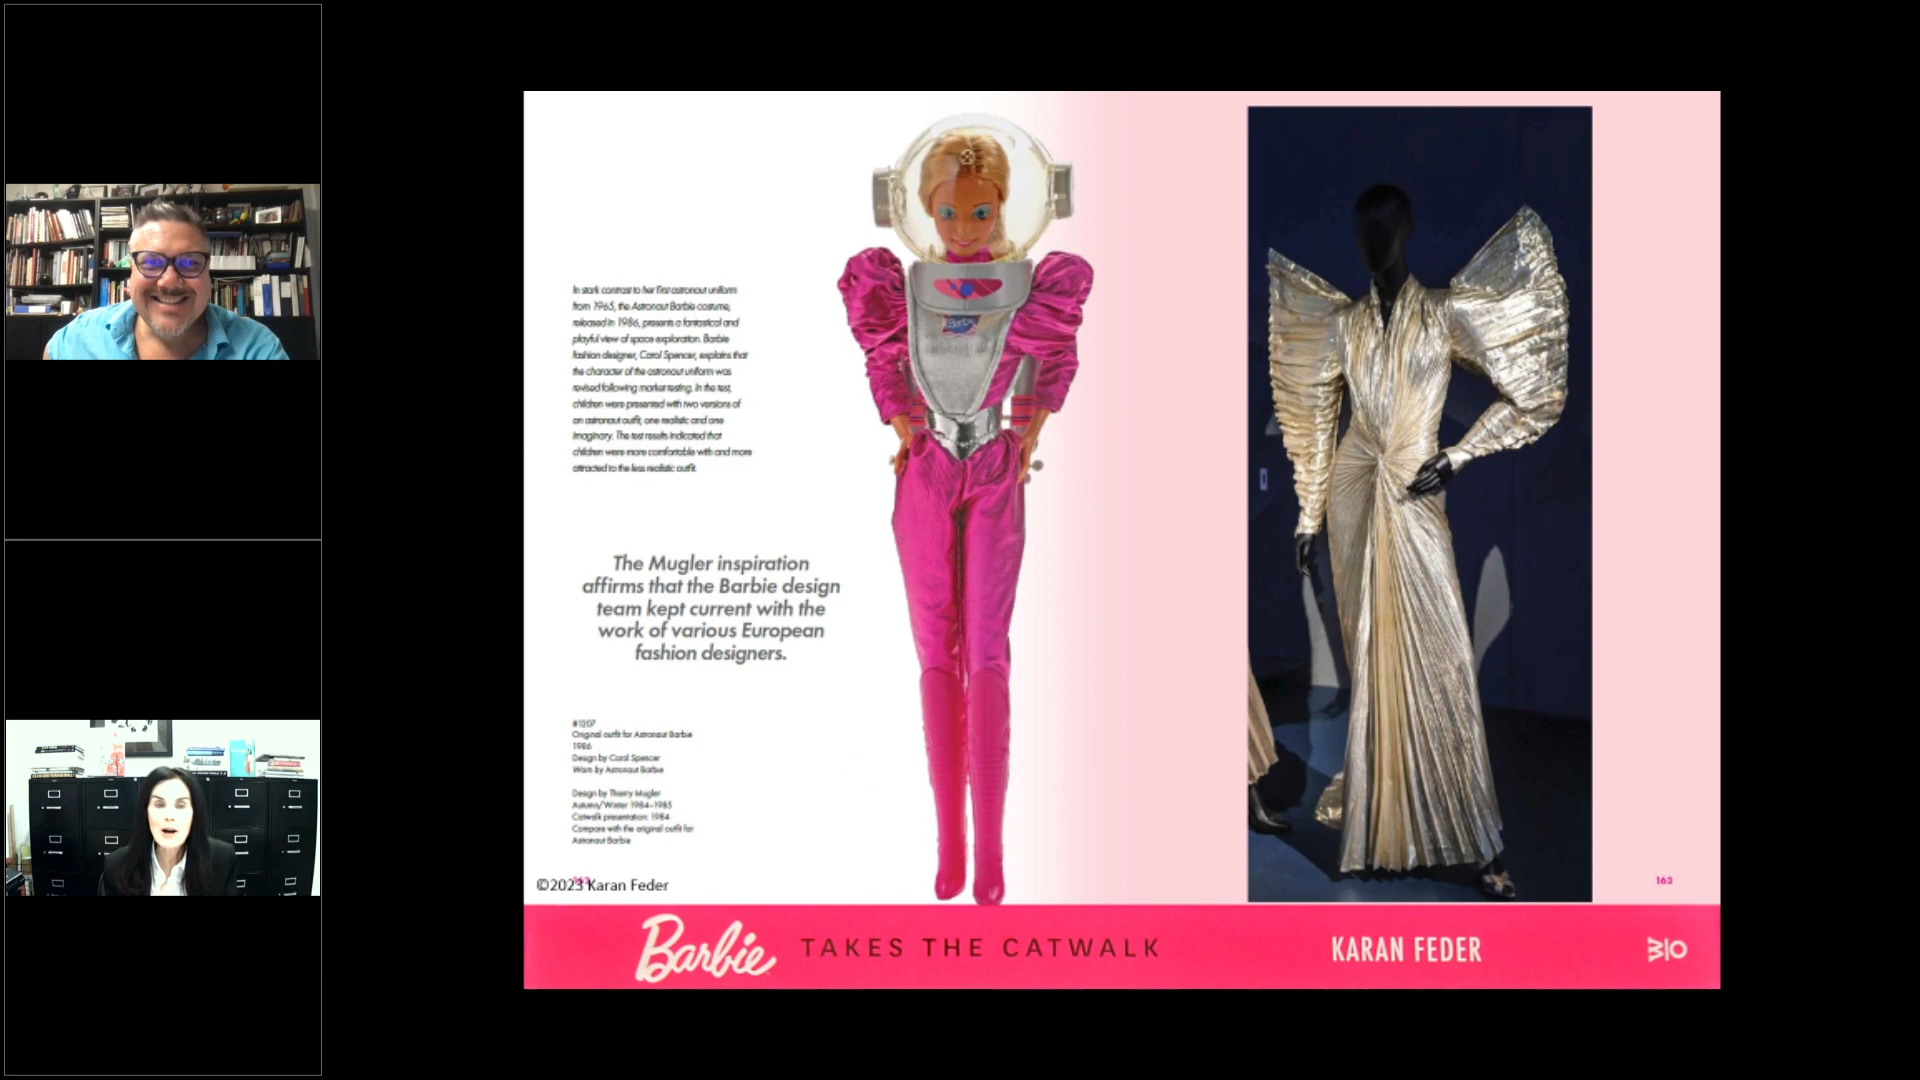 In stark contrast to her first astronaut uniform
from 1965, the Astronaut Barbie costume,
released in 1986, presents a fantastical and
playful view of space exploration. Barbie
fashion designer, Carol Spencer, explains that
the character of the astronaut uniform was
revised following market testing. In the test,
children were presented with two versions of
an astronaut outfit, one realistic and one
imaginary. The test results indicated that
children were more comfortable with and more
attracted to the less realistic outfit.
The Mugler inspiration
affirms that the Barbie design
team kept current with the
work of various European
fashion designers.
#1207
Original outfit for Astronaut Barbie
1986
Design by Carol Spencer
Worn by Astronaut Barbie
Design by Thierry Mugler
Autumn/Winter 1984–1985
Catwalk presentation: 1984
Compare with the original outfit for
Astronaut Barbie
©2023 Karan Feder
163
Barbie
Barbie TAKES THE CATWALK
KARAN FEDER
W|O